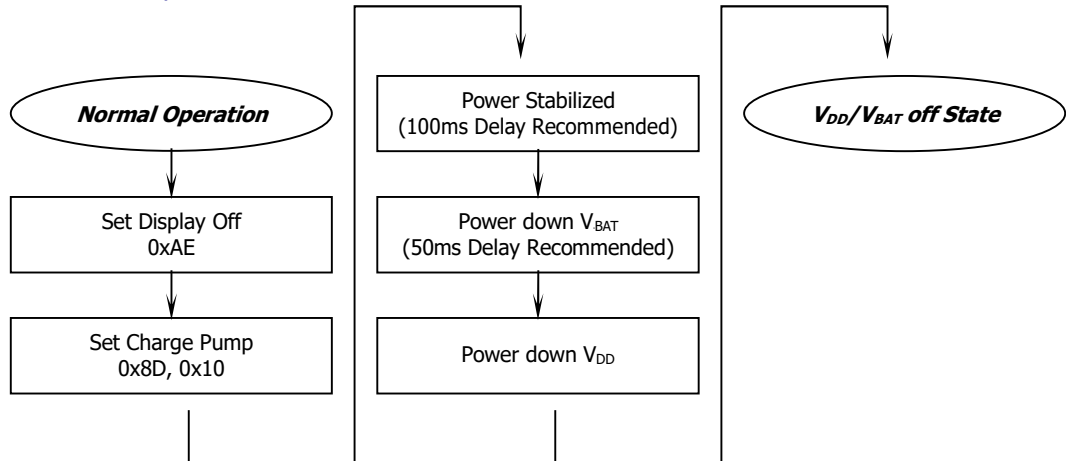 Normal Operation
Set Display Off
0xAE
Set Charge Pump
0x8D, 0x10
Power Stabilized
(100ms Delay Recommended)
Power down VBAT
(50ms Delay Recommended)
Power down VDD
VDD/VBAT off State